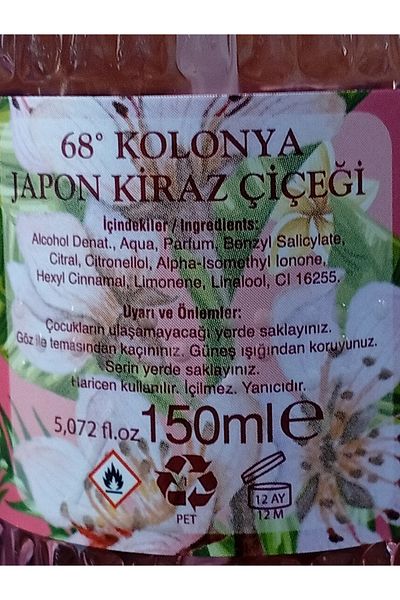 68° KOLONYA
JAPON KİRAZ ÇİÇEĞİ
İçindekiler / Ingredients:
Alcohol Denat., Aqua, Parfum, Benzyl Salicylate,
Citral, Citronellol, Alpha-Isomethyl Ionone,
Hexyl Cinnamal, Limonene, Linalool, CI 16255.
Uyarı ve Önlemler:
Çocukların ulaşamayacağı yerde saklayınız.
Göz ile temasından kaçınınız. Güneş ışığından koruyunuz.
Serin yerde saklayınız.
Haricen kullanılır. İçilmez. Yanıcıdır.
5,072 fl.oz 150ml e
PET
12 AY
12 M